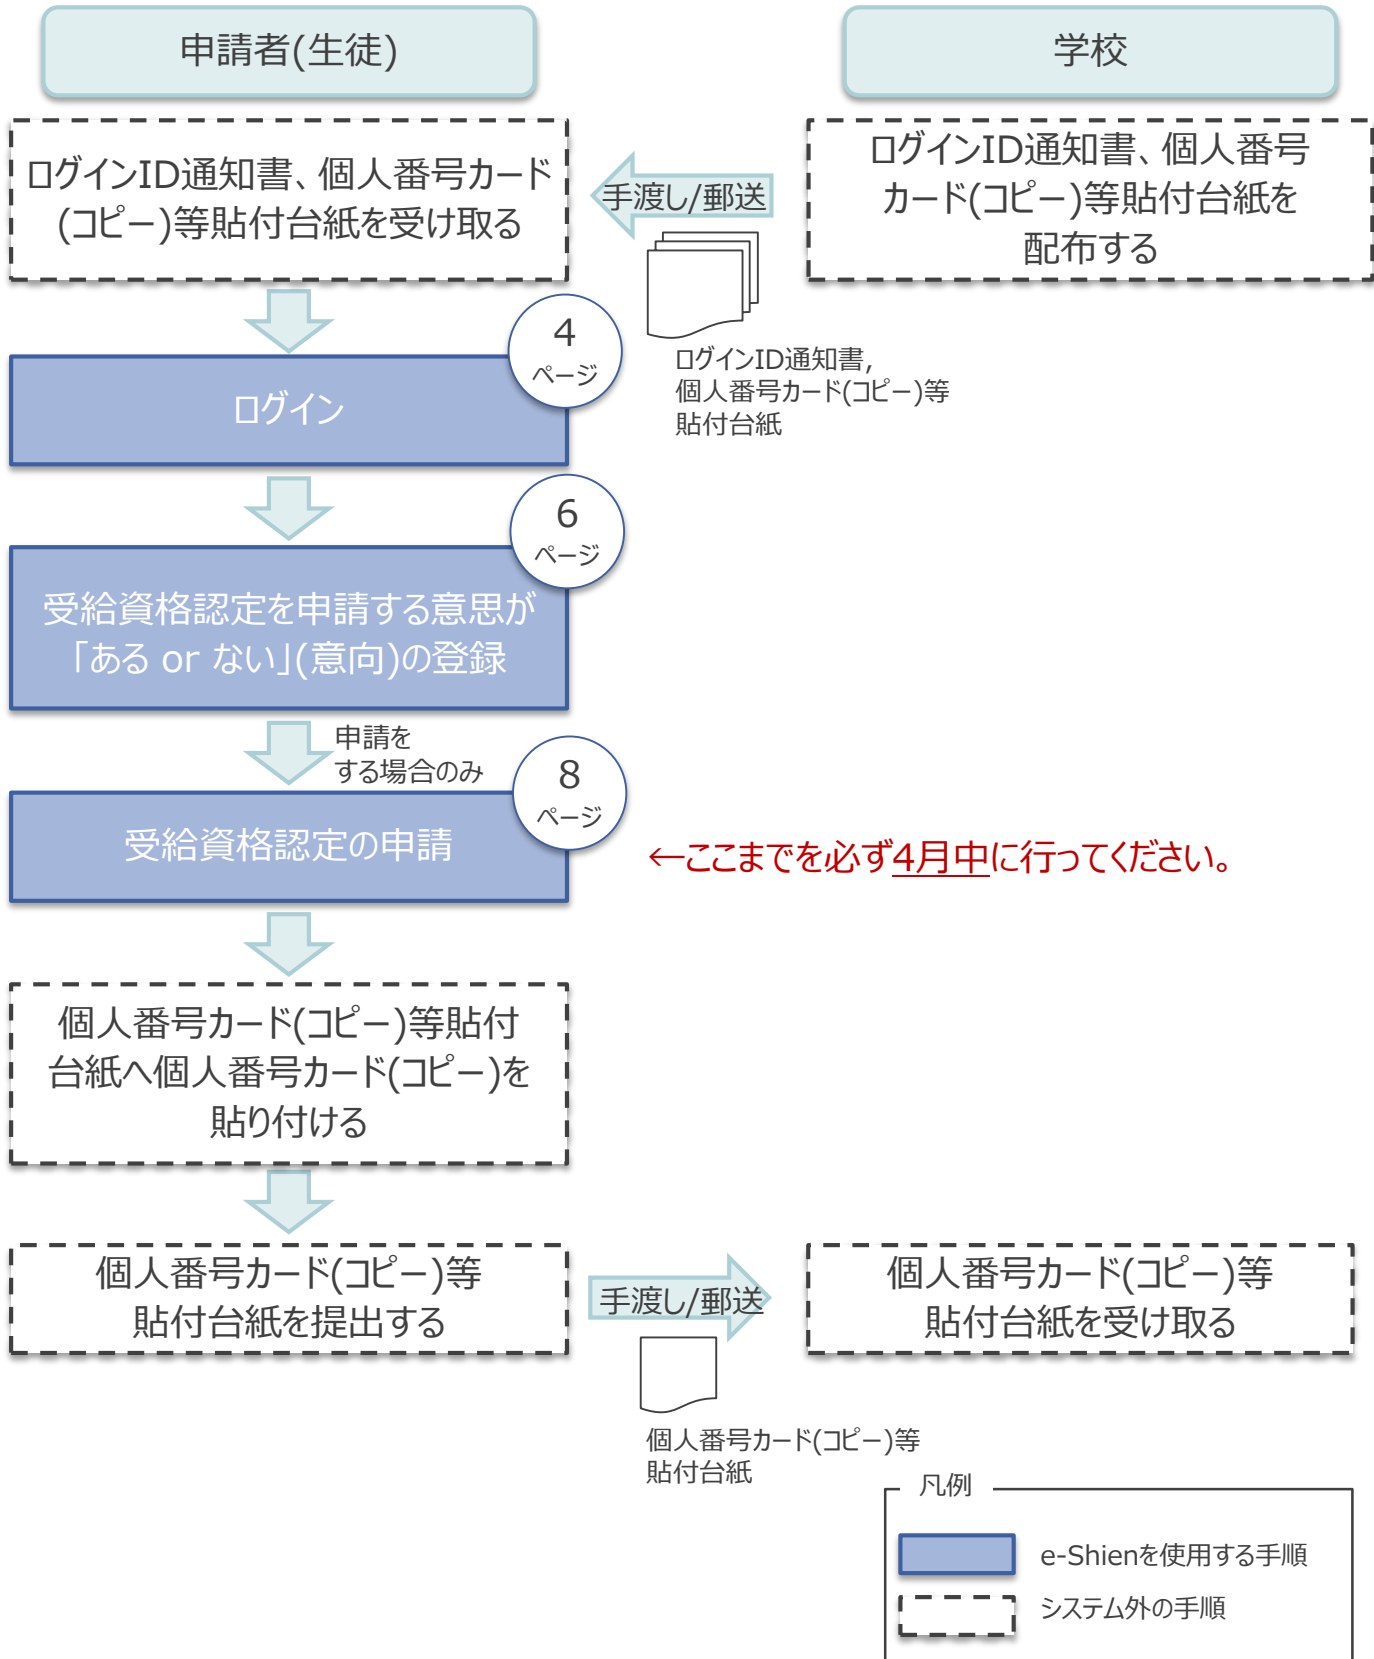 申請者(生徒)
学校
ログインID通知書、個人番号カード
(コピー)等貼付台紙を受け取る
手渡し/郵送
ログインID通知書、個人番号
カード(コピー)等貼付台紙を
配布する
ログインID通知書,
個人番号カード(コピー)等
貼付台紙
4
ページ
ログイン
6
ページ
受給資格認定を申請する意思が
「ある or ない」(意向)の登録
申請を
する場合のみ
8
ページ
受給資格認定の申請
←ここまでを必ず4月中に行ってください。
個人番号カード(コピー)等貼付
台紙へ個人番号カード(コピー)を
貼り付ける
個人番号カード(コピー)等
貼付台紙を提出する
手渡し/郵送
個人番号カード(コピー)等
貼付台紙を受け取る
個人番号カード(コピー)等
貼付台紙
凡例
e-Shienを使用する手順
システム外の手順